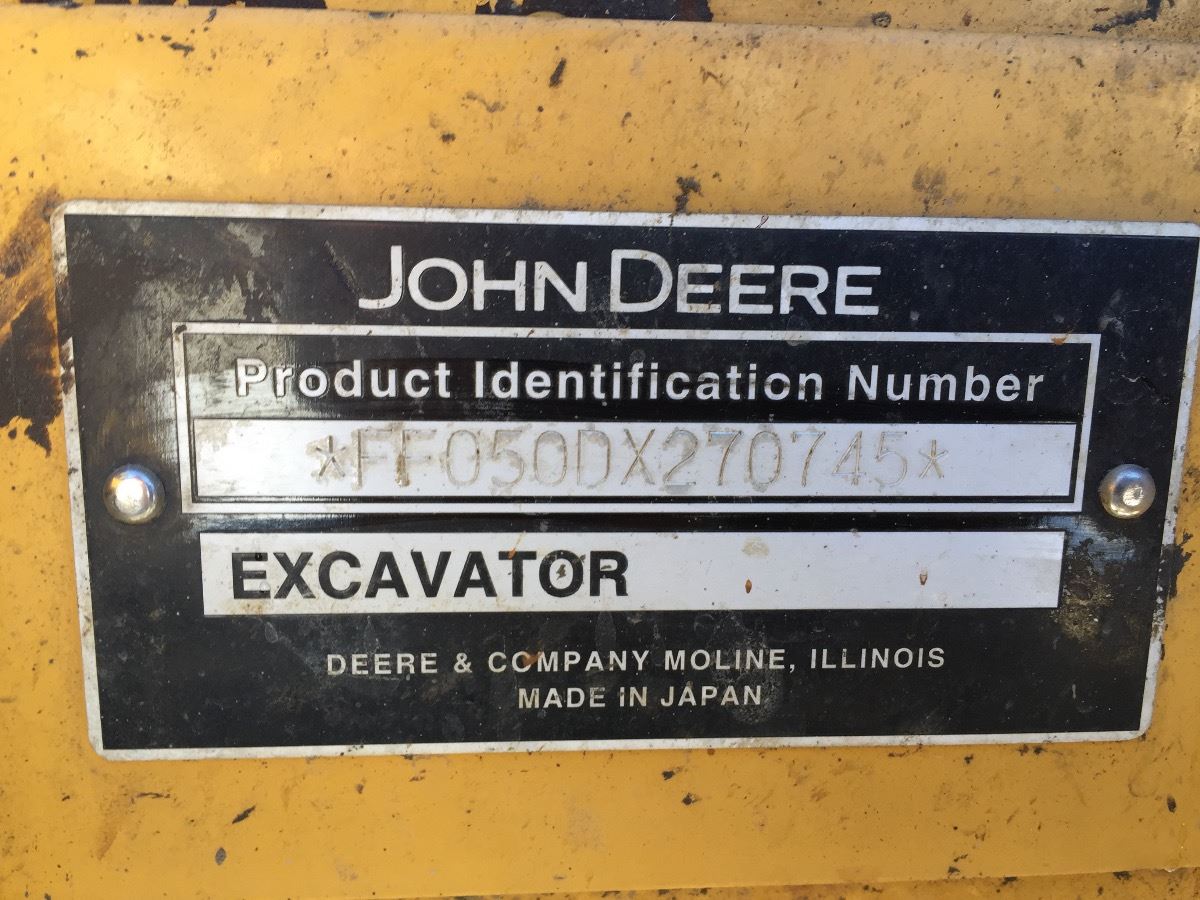 JOHN DEERE
Product Identification Number
*FF050DX270745*
EXCAVATOR
DEERE & COMPANY MOLINE, ILLINOIS
MADE IN JAPAN